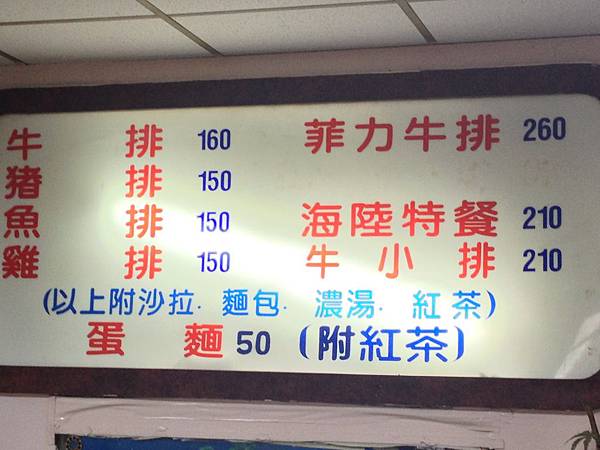 牛排 160
豬排 150
魚排 150
雞排 150
菲力牛排 260
海陸特餐 210
牛小排 210
(以上附沙拉. 麵包. 濃湯. 紅茶)
蛋麵 50 (附紅茶)